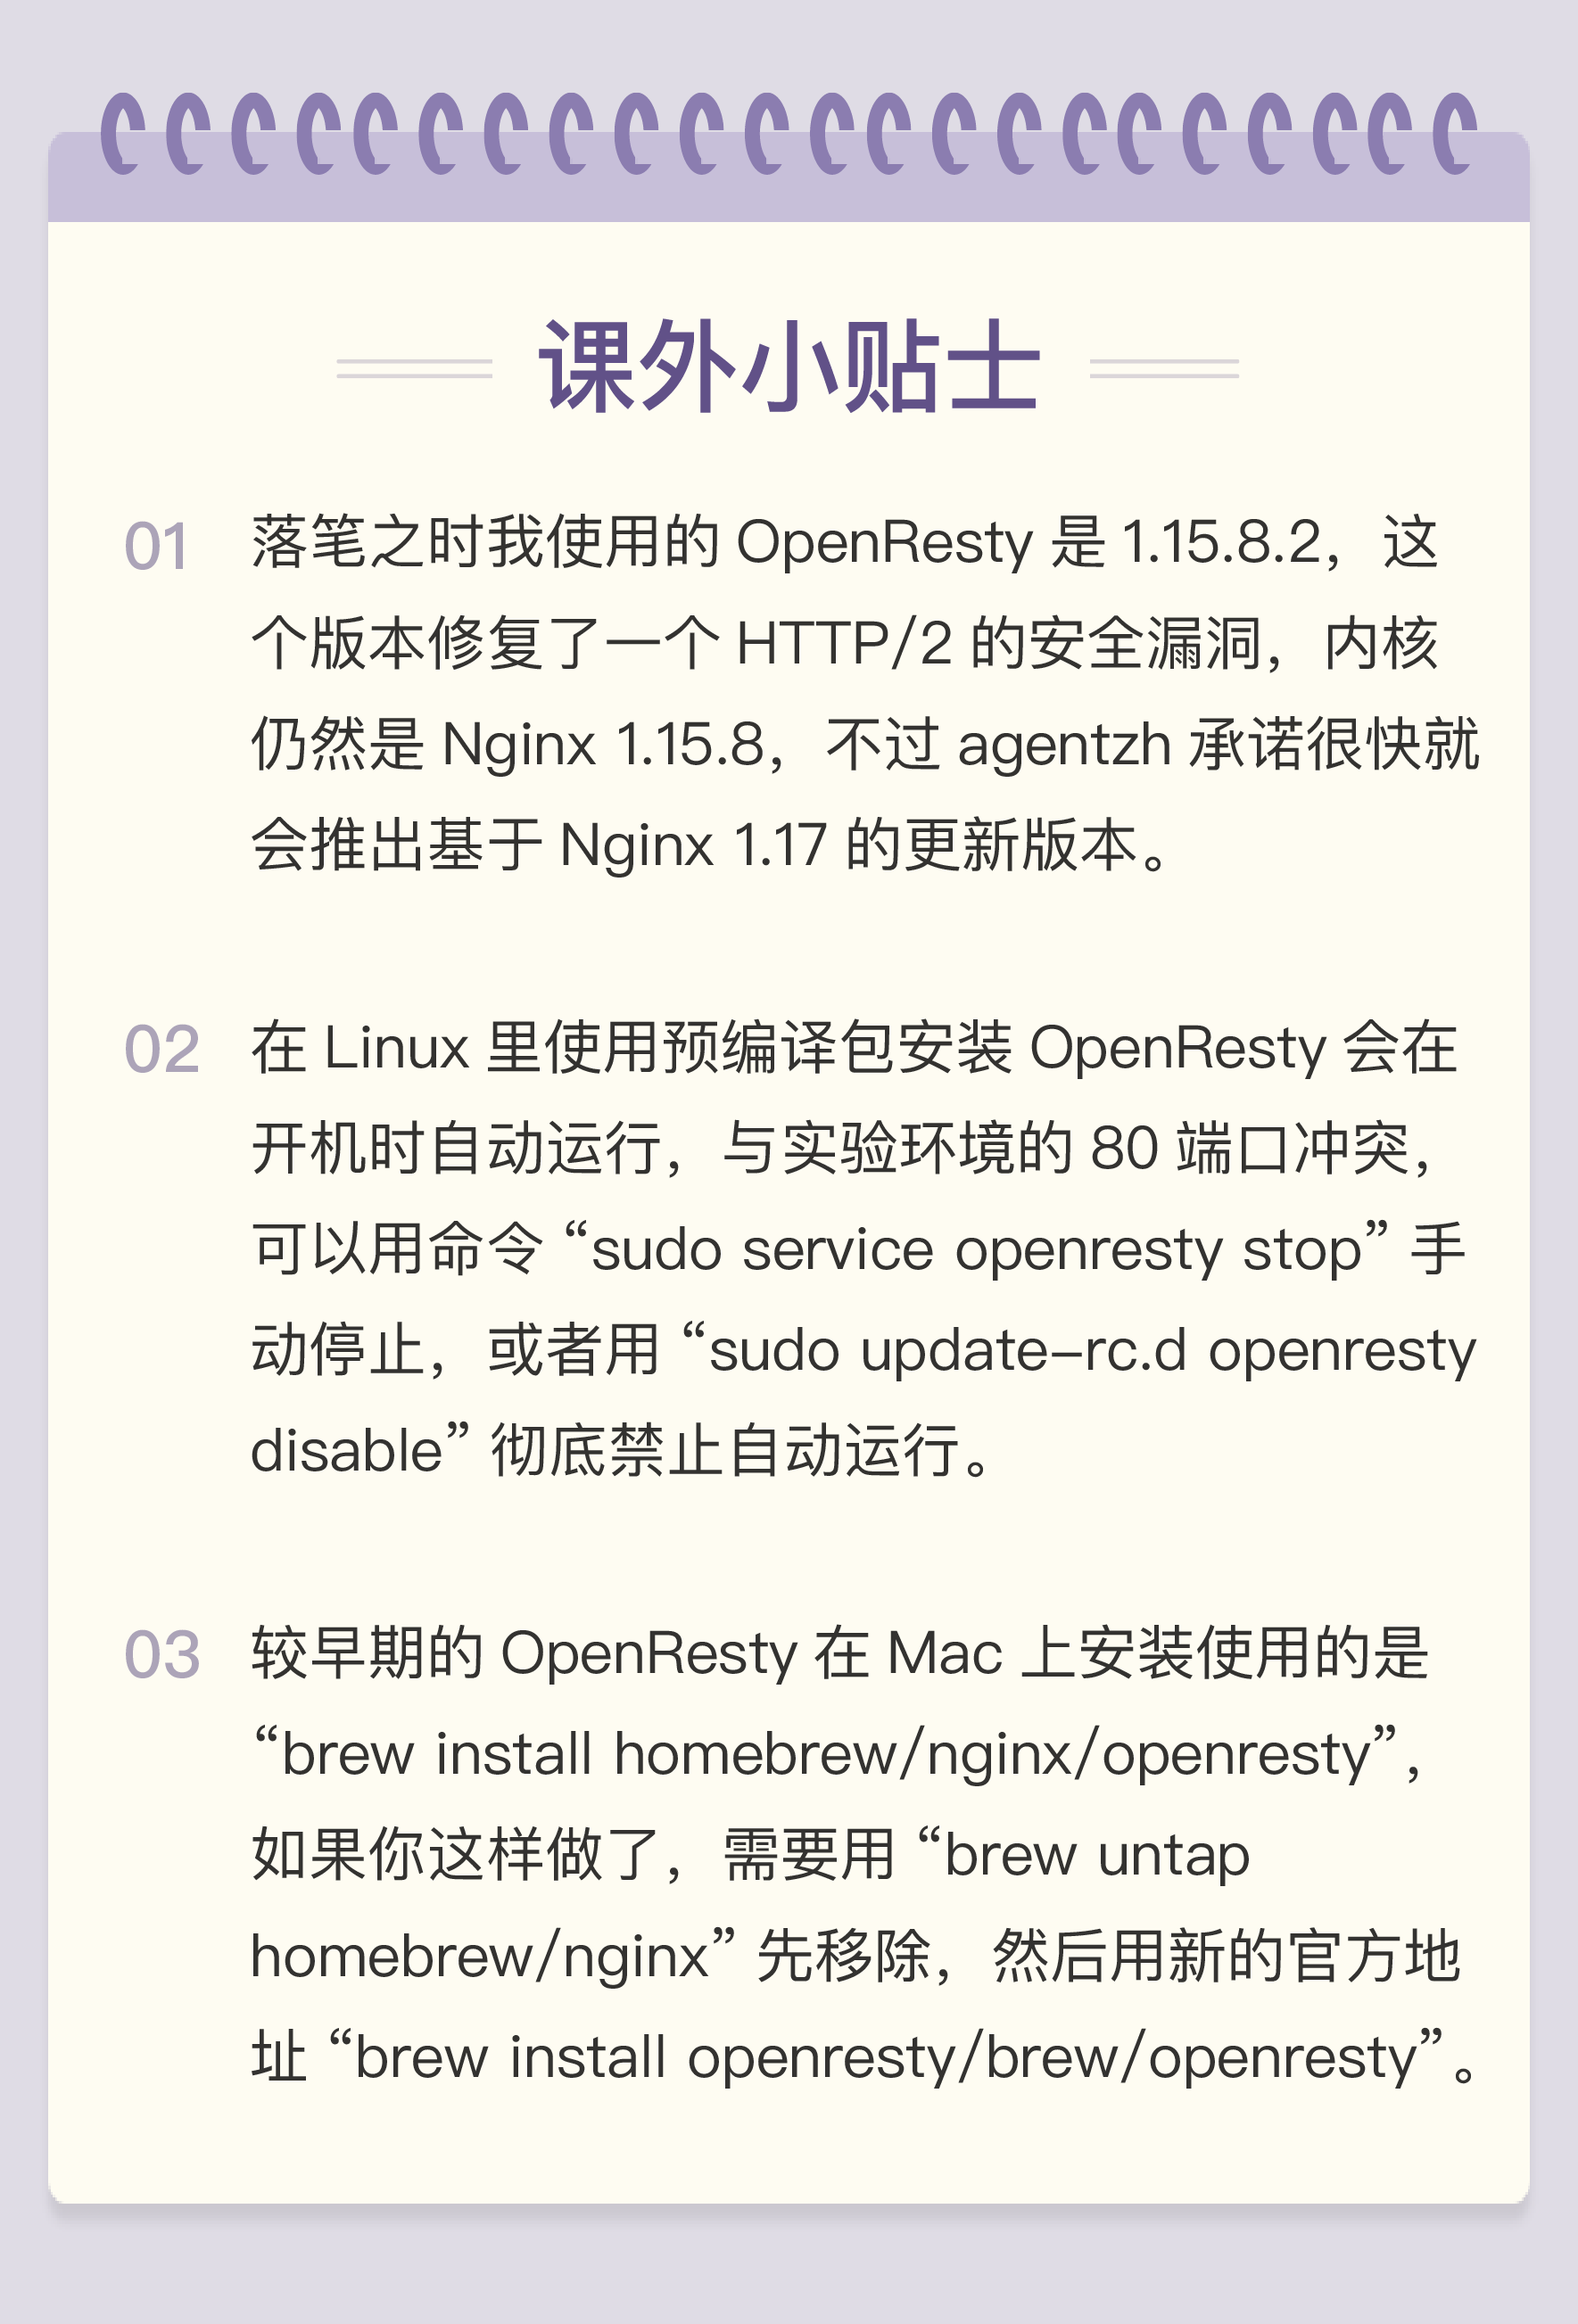 课外小贴士
01 落笔之时我使用的 OpenResty 是 1.15.8.2，这
个版本修复了一个 HTTP/2 的安全漏洞，内核
仍然是 Nginx 1.15.8，不过 agentzh 承诺很快就
会推出基于 Nginx 1.17 的更新版本。
02 在 Linux 里使用预编译包安装 OpenResty 会在
开机时自动运行，与实验环境的 80 端口冲突，
可以用命令 “sudo service openresty stop” 手
动停止，或者用 “sudo update-rc.d openresty
disable” 彻底禁止自动运行。
03 较早期的 OpenResty 在 Mac 上安装使用的是
“brew install homebrew/nginx/openresty”，
如果你这样做了，需要用 “brew untap
homebrew/nginx” 先移除，然后用新的官方地
址 “brew install openresty/brew/openresty”。